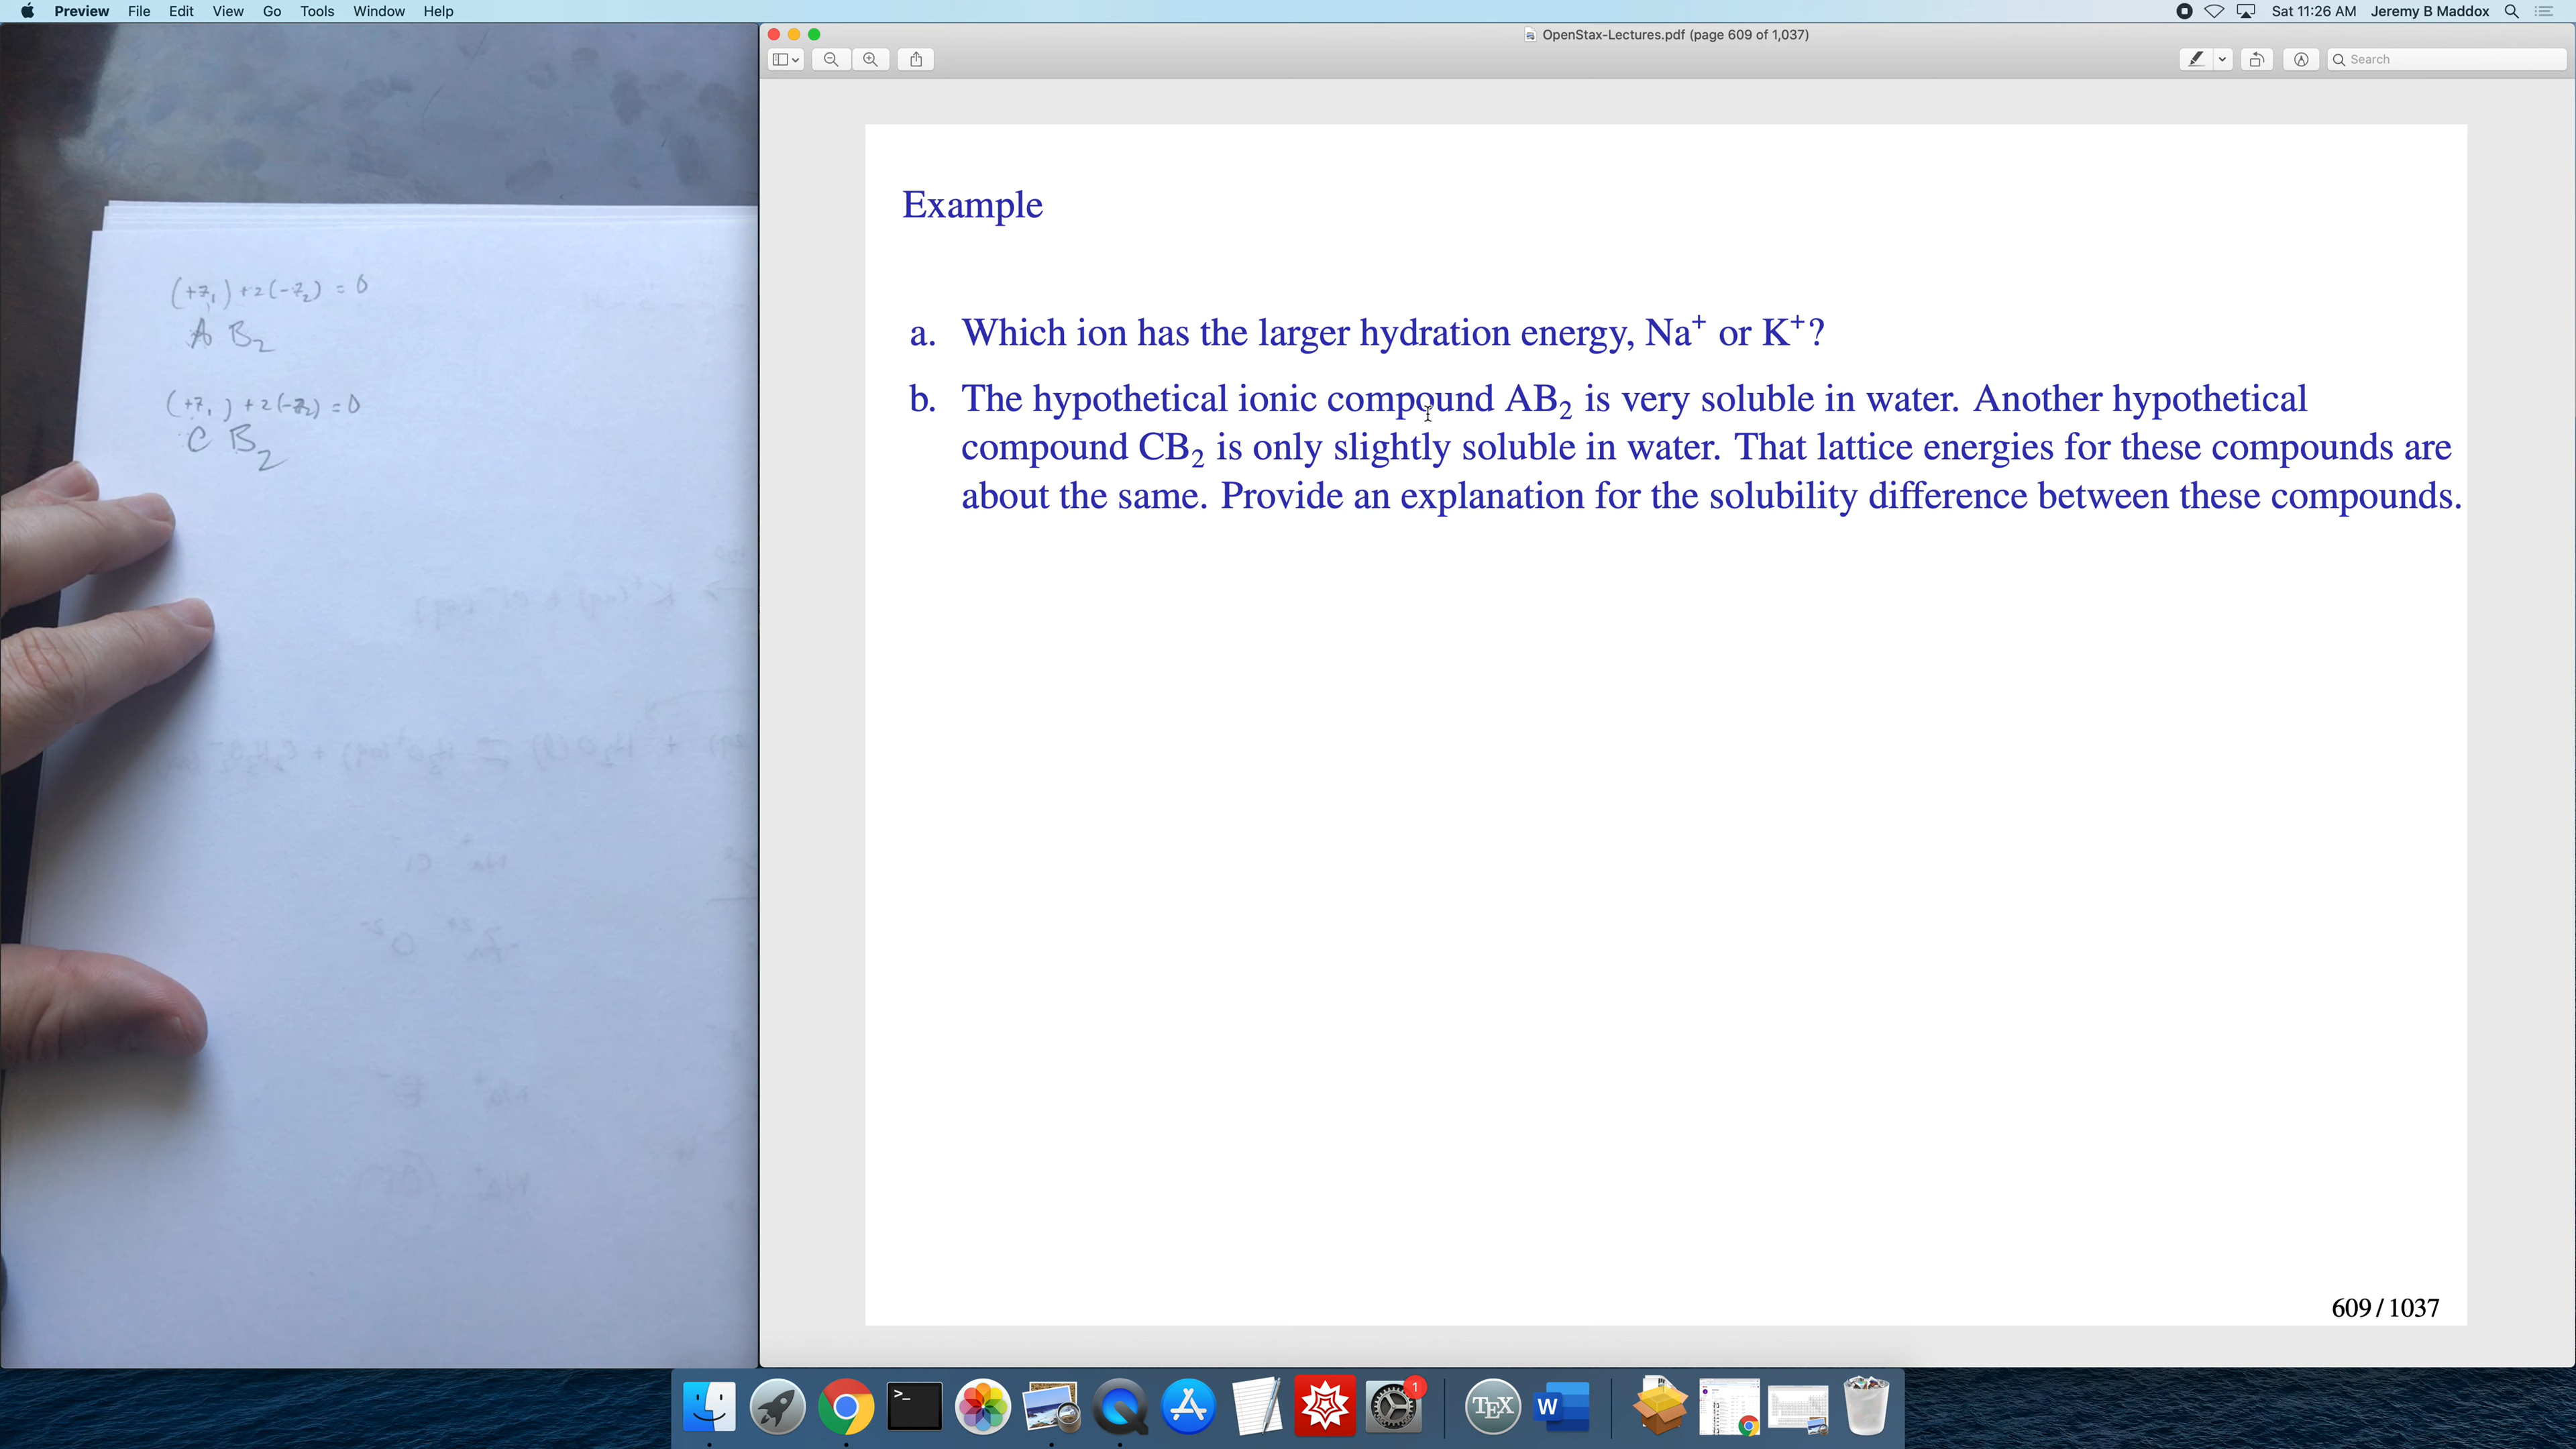 Preview File Edit View Go Tools Window Help
Sat 11:26 AM Jeremy B Maddox
OpenStax-Lectures.pdf (page 609 of 1,037)
Search
(+z₁) +2(-z₂) = 0
A B₂
(+z₁) +2(-z₂) = 0
C B₂
Example
a. Which ion has the larger hydration energy, Na⁺ or K⁺?
b. The hypothetical ionic compound AB₂ is very soluble in water. Another hypothetical
compound CB₂ is only slightly soluble in water. That lattice energies for these compounds are
about the same. Provide an explanation for the solubility difference between these compounds.
609 / 1037
>_
1
TEX
W